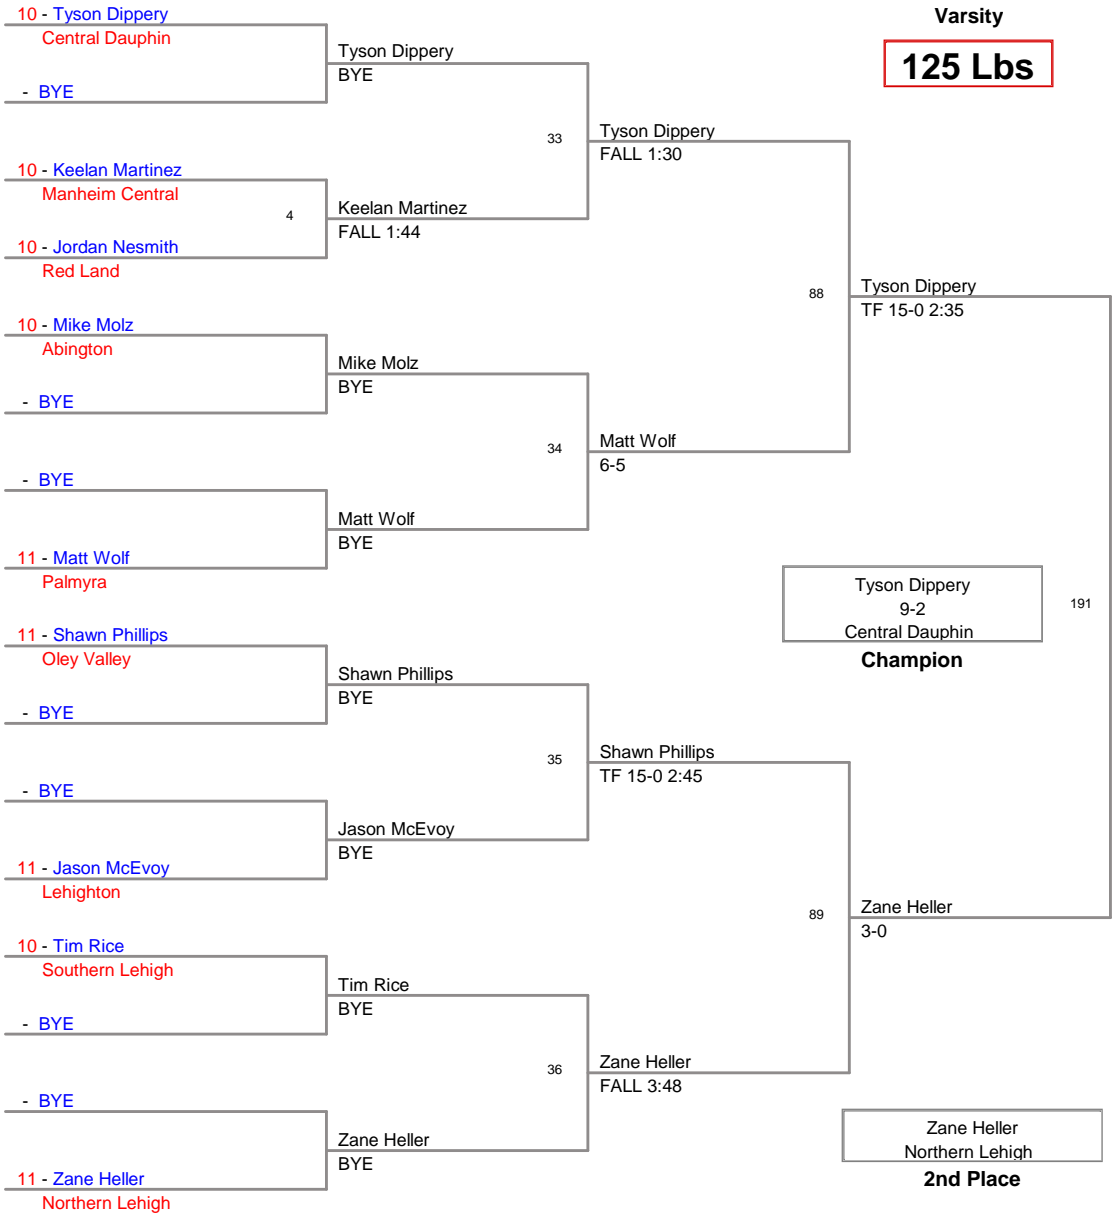 Varsity
125 Lbs
10 - Tyson Dippery
Central Dauphin
- BYE
10 - Keelan Martinez
Manheim Central
10 - Jordan Nesmith
Red Land
10 - Mike Molz
Abington
- BYE
- BYE
11 - Matt Wolf
Palmyra
11 - Shawn Phillips
Oley Valley
- BYE
- BYE
11 - Jason McEvoy
Lehighton
10 - Tim Rice
Southern Lehigh
- BYE
- BYE
11 - Zane Heller
Northern Lehigh
Tyson Dippery
BYE
4
Keelan Martinez
FALL 1:44
Mike Molz
BYE
Matt Wolf
BYE
Shawn Phillips
BYE
Jason McEvoy
BYE
Tim Rice
BYE
Zane Heller
BYE
33
Tyson Dippery
FALL 1:30
34
Matt Wolf
6-5
35
Shawn Phillips
TF 15-0 2:45
36
Zane Heller
FALL 3:48
88
Tyson Dippery
TF 15-0 2:35
89
Zane Heller
3-0
191
Tyson Dippery
9-2
Central Dauphin
Champion
Zane Heller
Northern Lehigh
2nd Place